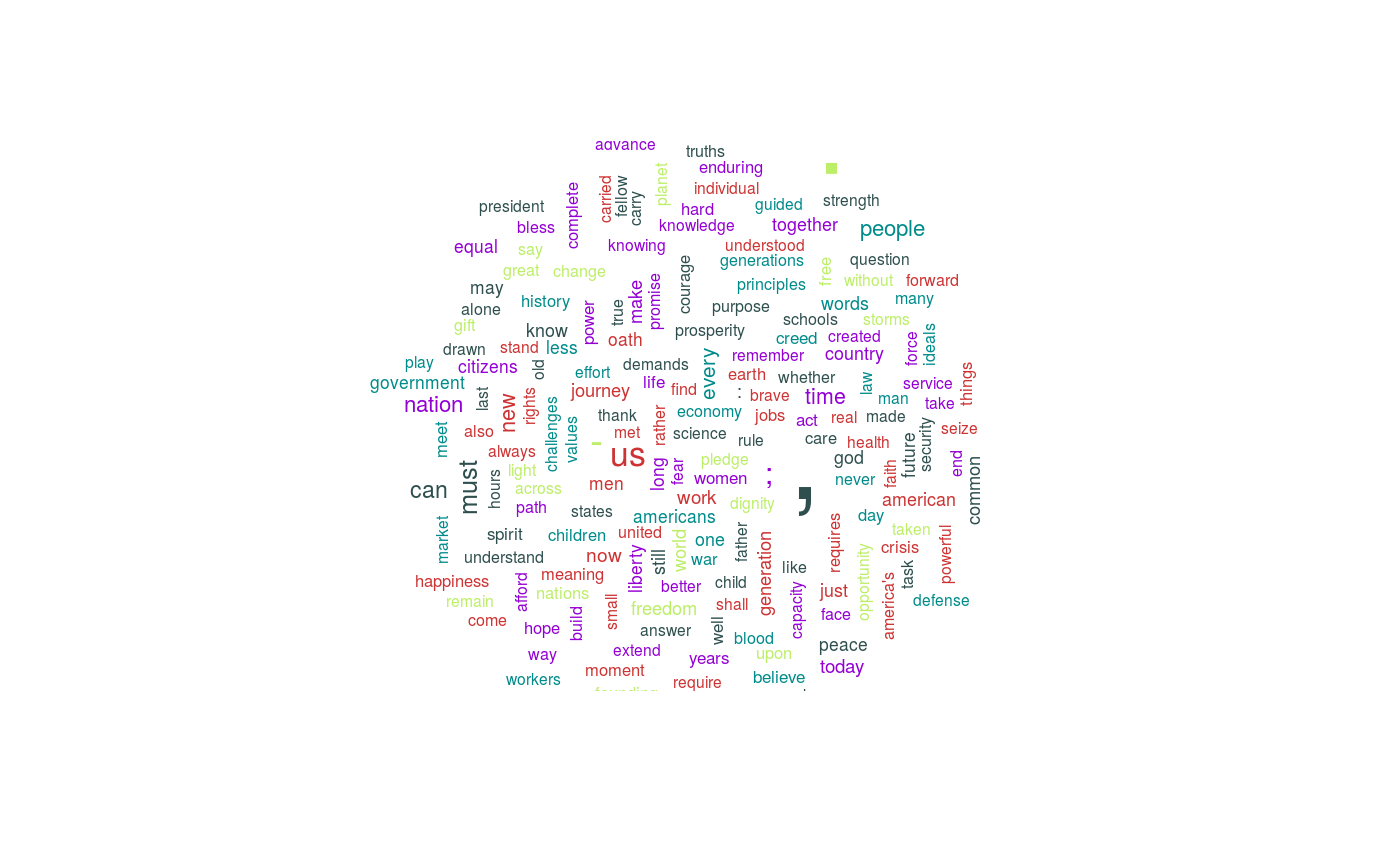 advance
truths
enduring
planet
.
individual
carried
fellow
carry
complete
president
hard
guided
strength
bless
knowledge
together
people
equal
say
knowing
understood
generations
free
question
great
change
courage
principles
without
forward
may
history
make
promise
purpose
words
many
alone
power
true
schools
storms
gift
know
oath
prosperity
creed
created
force
ideals
drawn
stand
less
every
remember
country
play
citizens
old
effort
demands
earth
whether
law
service
things
government
journey
life
find
:
brave
time
man
take
nation
last
new
rights
challenges
values
thank
rather
economy
jobs
act
real
made
meet
also
met
science
rule
care
health
future
security
seize
always
-
us
long
fear
pledge
god
end
light
women
;
never
faith
common
can
must
hours
across
men
work
dignity
,
american
path
states
americans
day
market
spirit
children
united
world
one
father
generation
requires
taken
powerful
understand
now
liberty
still
war
like
opportunity
crisis
task
happiness
afford
meaning
better
child
capacity
just
america's
defense
remain
nations
small
freedom
shall
face
come
hope
build
answer
well
blood
peace
way
extend
years
upon
today
workers
moment
require
believe
founding